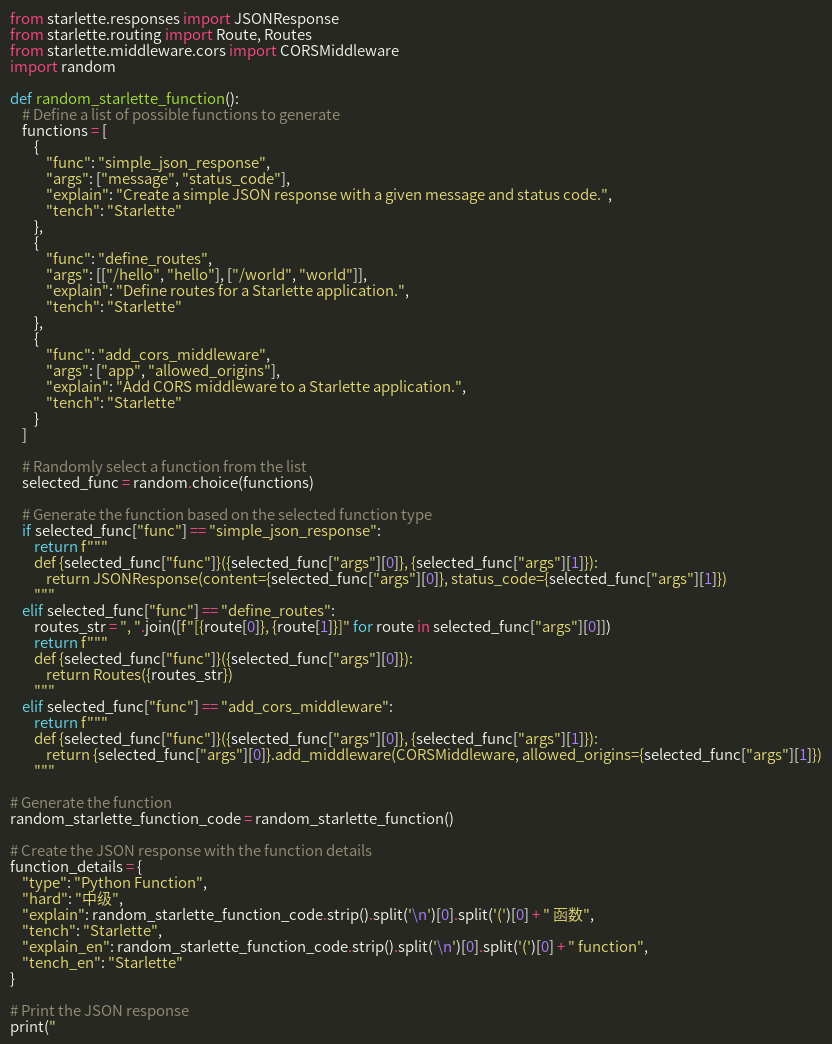 from starlette.responses import JSONResponse
from starlette.routing import Route, Routes
from starlette.middleware.cors import CORSMiddleware
import random

def random_starlette_function():
    # Define a list of possible functions to generate
    functions = [
        {
            "func": "simple_json_response",
            "args": ["message", "status_code"],
            "explain": "Create a simple JSON response with a given message and status code.",
            "tench": "Starlette"
        },
        {
            "func": "define_routes",
            "args": [["/hello", "hello"], ["/world", "world"]],
            "explain": "Define routes for a Starlette application.",
            "tench": "Starlette"
        },
        {
            "func": "add_cors_middleware",
            "args": ["app", "allowed_origins"],
            "explain": "Add CORS middleware to a Starlette application.",
            "tench": "Starlette"
        }
    ]

    # Randomly select a function from the list
    selected_func = random.choice(functions)

    # Generate the function based on the selected function type
    if selected_func["func"] == "simple_json_response":
        return f"""
        def {selected_func["func"]}({selected_func["args"][0]}, {selected_func["args"][1]}):
            return JSONResponse(content={selected_func["args"][0]}, status_code={selected_func["args"][1]})
        """
    elif selected_func["func"] == "define_routes":
        routes_str = ", ".join([f"[{route[0]}, {route[1]}]" for route in selected_func["args"][0]])
        return f"""
        def {selected_func["func"]}({selected_func["args"][0]}):
            return Routes({routes_str})
        """
    elif selected_func["func"] == "add_cors_middleware":
        return f"""
        def {selected_func["func"]}({selected_func["args"][0]}, {selected_func["args"][1]}):
            return {selected_func["args"][0]}.add_middleware(CORSMiddleware, allowed_origins={selected_func["args"][1]})
        """

# Generate the function
random_starlette_function_code = random_starlette_function()

# Create the JSON response with the function details
function_details = {
    "type": "Python Function",
    "hard": "中级",
    "explain": random_starlette_function_code.strip().split('\n')[0].split('(')[0] + " 函数",
    "tench": "Starlette",
    "explain_en": random_starlette_function_code.strip().split('\n')[0].split('(')[0] + " function",
    "tench_en": "Starlette"
}

# Print the JSON response
print("